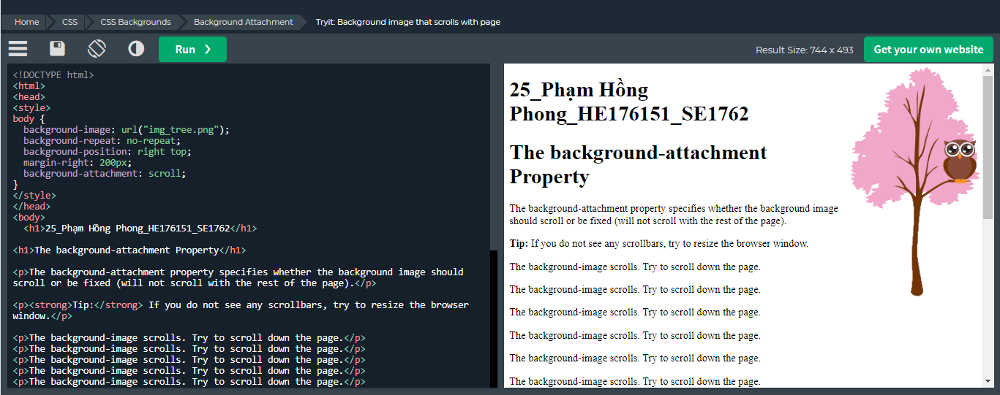 Home CSS CSS Backgrounds Background Attachment Tryit: Background image that scrolls with page
Run ❯ Result Size: 744 x 493 Get your own website
<!DOCTYPE html>
<html>
<head>
<style>
body {
  background-image: url("img_tree.png");
  background-repeat: no-repeat;
  background-position: right top;
  margin-right: 200px;
  background-attachment: scroll;
}
</style>
</head>
<body>
  <h1>25_Phạm Hồng Phong_HE176151_SE1762</h1>
<h1>The background-attachment Property</h1>
<p>The background-attachment property specifies whether the background image should
scroll or be fixed (will not scroll with the rest of the page).</p>
<p><strong>Tip:</strong> If you do not see any scrollbars, try to resize the browser
window.</p>
<p>The background-image scrolls. Try to scroll down the page.</p>
<p>The background-image scrolls. Try to scroll down the page.</p>
<p>The background-image scrolls. Try to scroll down the page.</p>
<p>The background-image scrolls. Try to scroll down the page.</p>
<p>The background-image scrolls. Try to scroll down the page.</p>
25_Phạm Hồng
Phong_HE176151_SE1762
The background-attachment
Property
The background-attachment property specifies whether the background image
should scroll or be fixed (will not scroll with the rest of the page).
Tip: If you do not see any scrollbars, try to resize the browser window.
The background-image scrolls. Try to scroll down the page.
The background-image scrolls. Try to scroll down the page.
The background-image scrolls. Try to scroll down the page.
The background-image scrolls. Try to scroll down the page.
The background-image scrolls. Try to scroll down the page.
The background-image scrolls. Try to scroll down the page.